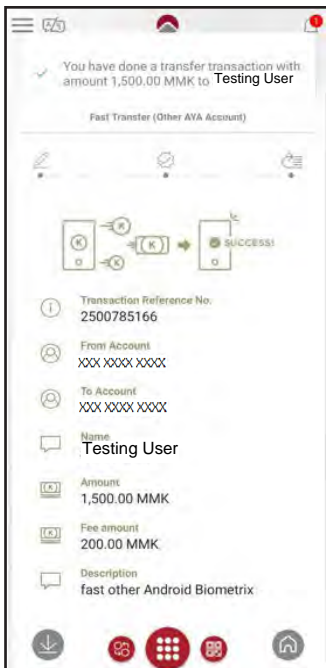 1
You have done a transfer transaction with
amount 1,500.00 MMK to Testing User
Fast Transfer (Other AYA Account)
K
K
K
K
SUCCESS!
Transaction Reference No.
2500785166
From Account
XXX XXXX XXXX
To Account
XXX XXXX XXXX
Name
Testing User
Amount
1,500.00 MMK
Fee amount
200.00 MMK
Description
fast other Android Biometrix